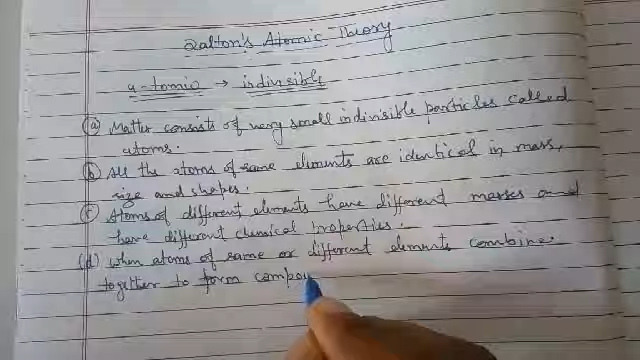 Dalton's Atomic Theory
a-tomic → indivisible
(a) Matter consists of very small indivisible particles called
atoms.
(b) All the atoms of same elements are identical in mass,
size and shapes.
(c) Atoms of different elements have different masses and
have different chemical properties.
(d) When atoms of same or different elements combine
together to form compou